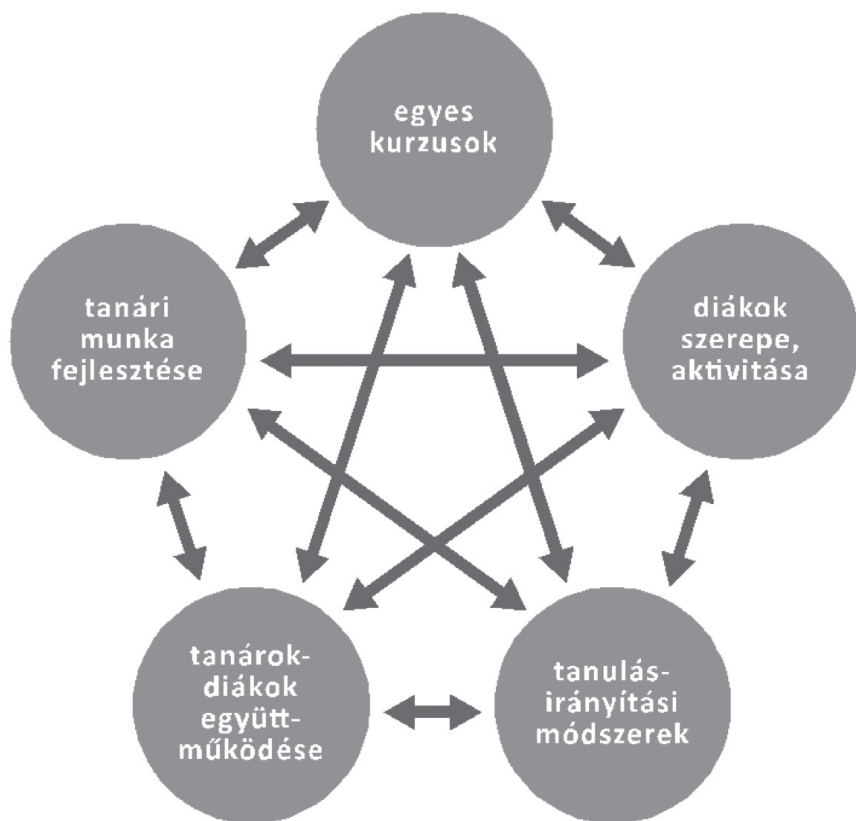 egyes
kurzusok
tanári
munka
fejlesztése
diákok
szerepe,
aktivitása
tanárok-
diákok
együtt-
működése
tanulás-
irányítási
módszerek